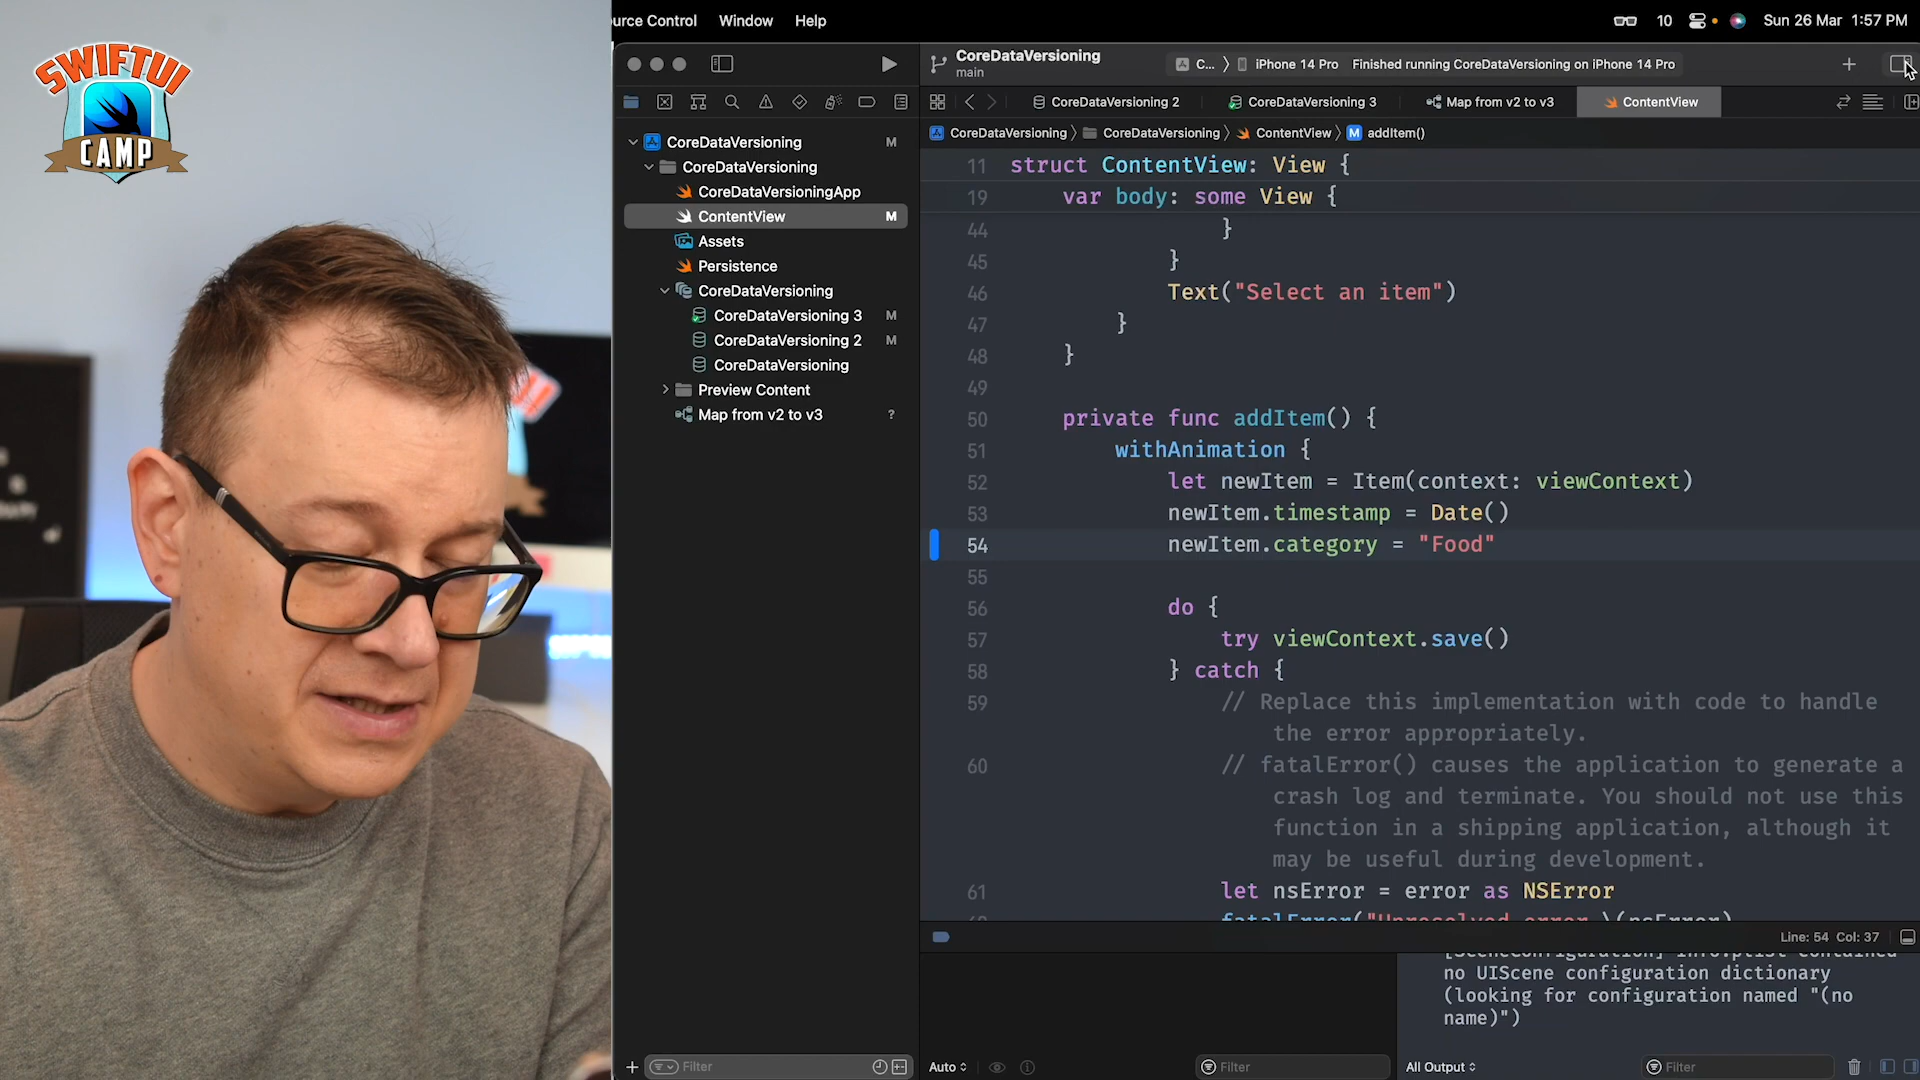 SWIFTUI
CAMP
urce Control Window Help
10 Sun 26 Mar 1:57 PM
CoreDataVersioning
main
C... iPhone 14 Pro Finished running CoreDataVersioning on iPhone 14 Pro
CoreDataVersioning 2 CoreDataVersioning 3 Map from v2 to v3 ContentView
CoreDataVersioning CoreDataVersioning ContentView M addItem()
CoreDataVersioning M
CoreDataVersioning
CoreDataVersioningApp
ContentView M
Assets
Persistence
CoreDataVersioning
CoreDataVersioning 3 M
CoreDataVersioning 2 M
CoreDataVersioning
Preview Content
Map from v2 to v3 ?
11 struct ContentView: View {
19 var body: some View {
44 }
45 }
46 Text("Select an item")
47 }
48 }
49
50 private func addItem() {
51 withAnimation {
52 let newItem = Item(context: viewContext)
53 newItem.timestamp = Date()
54 newItem.category = "Food"
55
56 do {
57 try viewContext.save()
58 } catch {
59 // Replace this implementation with code to handle
the error appropriately.
60 // fatalError() causes the application to generate a
crash log and terminate. You should not use this
function in a shipping application, although it
may be useful during development.
61 let nsError = error as NSError
fatalError("Unresolved error \(nsError)
Line: 54 Col: 37
[SceneConfiguration] Info.plist contained
no UIScene configuration dictionary
(looking for configuration named "(no
name)")
Filter
Auto Filter
All Output Filter